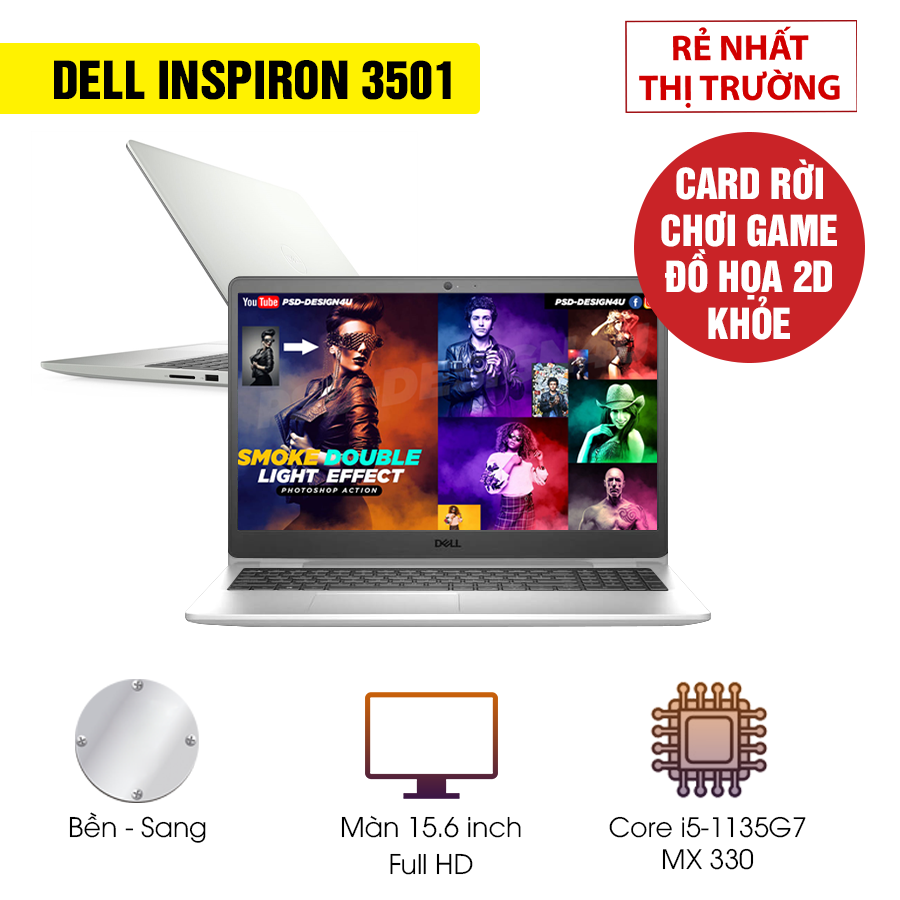 DELL INSPIRON 3501
RẺ NHẤT
THỊ TRƯỜNG
CARD RỜI
CHƠI GAME
ĐỒ HỌA 2D
KHỎE
YouTube PSD-DESIGN4U
PSD-DESIGN4U
SMOKE DOUBLE
LIGHT EFFECT
PHOTOSHOP ACTION
DELL
Bền - Sang
Màn 15.6 inch
Full HD
Core i5-1135G7
MX 330